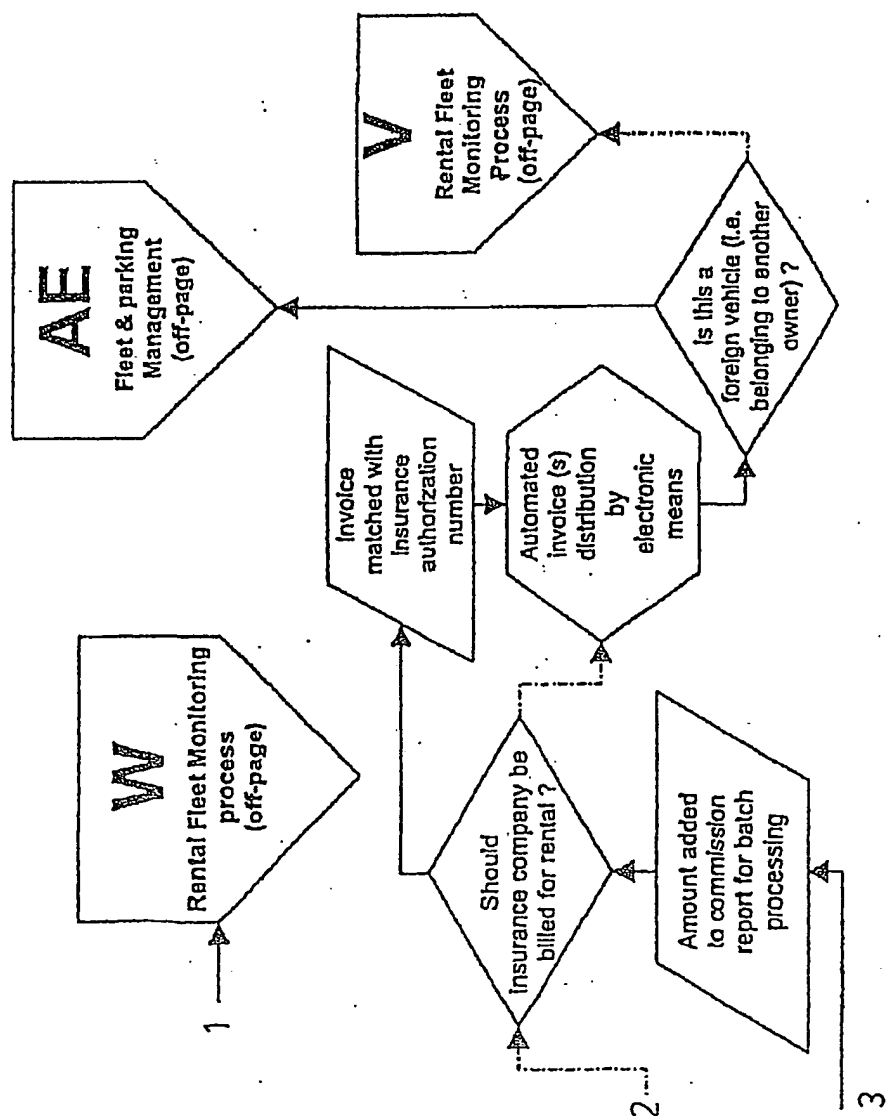 AE
Fleet & parking
Management
(off-page)
V
Rental Fleet
Monitoring
Process
(off-page)
W
Rental Fleet Monitoring
process
(off-page)
1
Invoice
matched with
insurance
authorization
number
Should
insurance company be
billed for rental ?
Automated
invoice (s)
distribution
by
electronic
means
Is this a
foreign vehicle (i.e.
belonging to another
owner) ?
Amount added
to commission
report for batch
processing
2
3